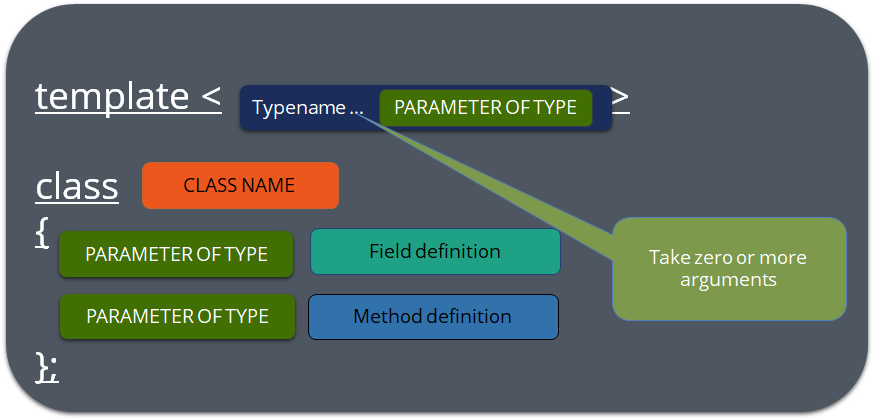 template < Typename ... PARAMETER OF TYPE >
class CLASS NAME
{
PARAMETER OF TYPE Field definition
Take zero or more
arguments
PARAMETER OF TYPE Method definition
};